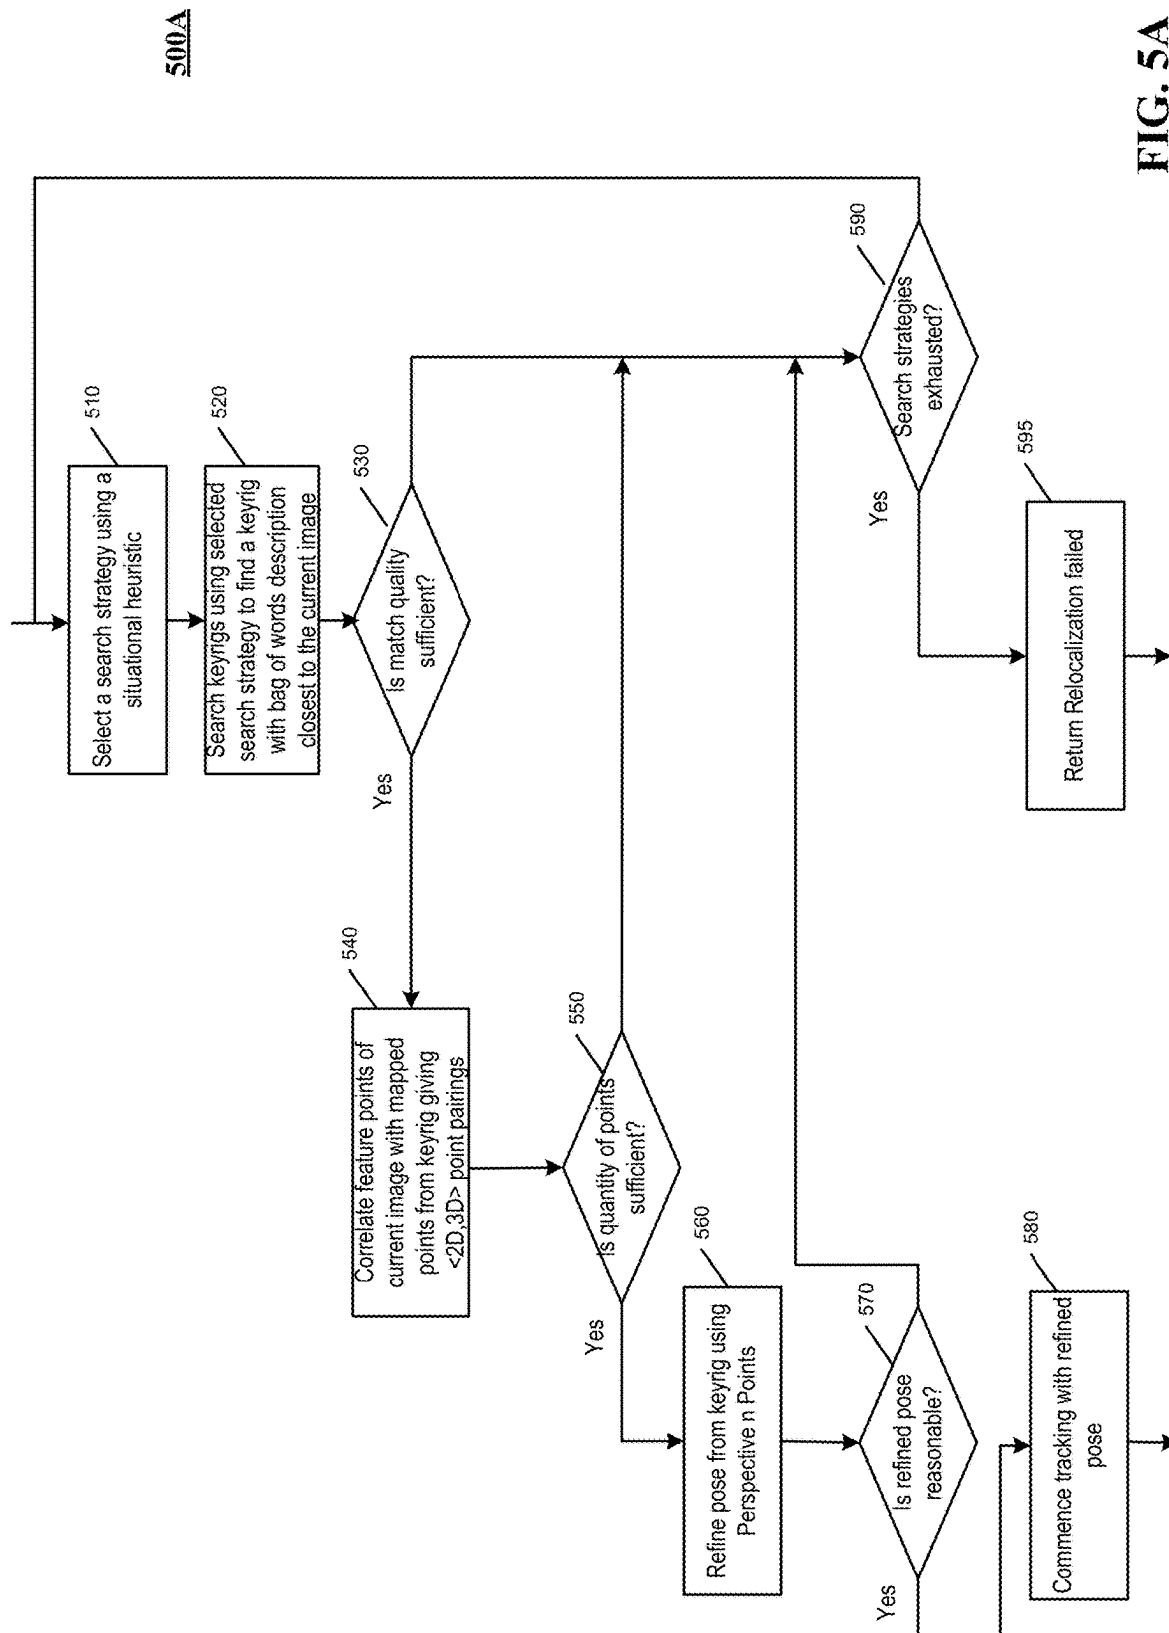 500A
510
Select a search strategy using a
situational heuristic
520
Search keyrigs using selected
search strategy to find a keyrig
with bag of words description
closest to the current image
530
Is match quality
sufficient?
Yes
540
Correlate feature points of
current image with mapped
points from keyrig giving
<2D,3D> point pairings
550
Is quantity of points
sufficient?
Yes
560
Refine pose from keyrig using
Perspective n Points
570
Is refined pose
reasonable?
Yes
580
Commence tracking with refined
pose
590
Search strategies
exhausted?
Yes
595
Return Relocalization failed
FIG. 5A